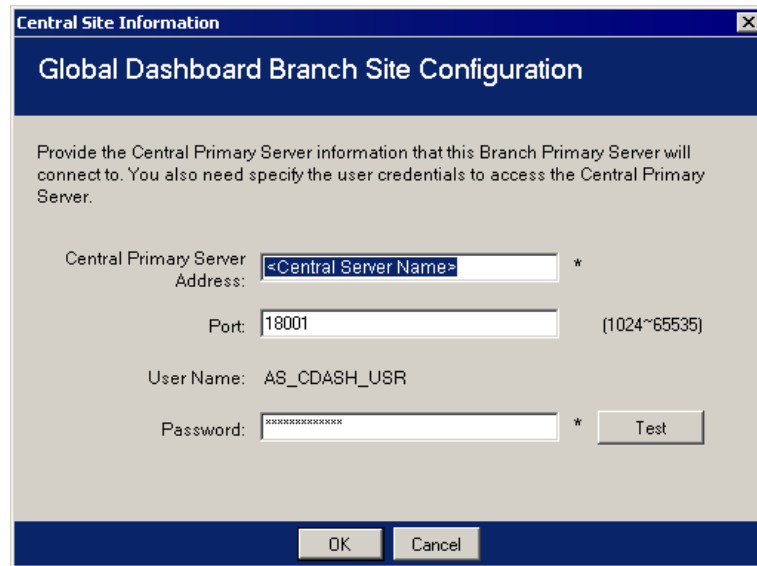 Central Site Information
Global Dashboard Branch Site Configuration
Provide the Central Primary Server information that this Branch Primary Server will
connect to. You also need specify the user credentials to access the Central Primary
Server.
Central Primary Server
Address:
<Central Server Name> *
Port: 18001 (1024~65535)
User Name: AS_CDASH_USR
Password: ************* * Test
OK Cancel